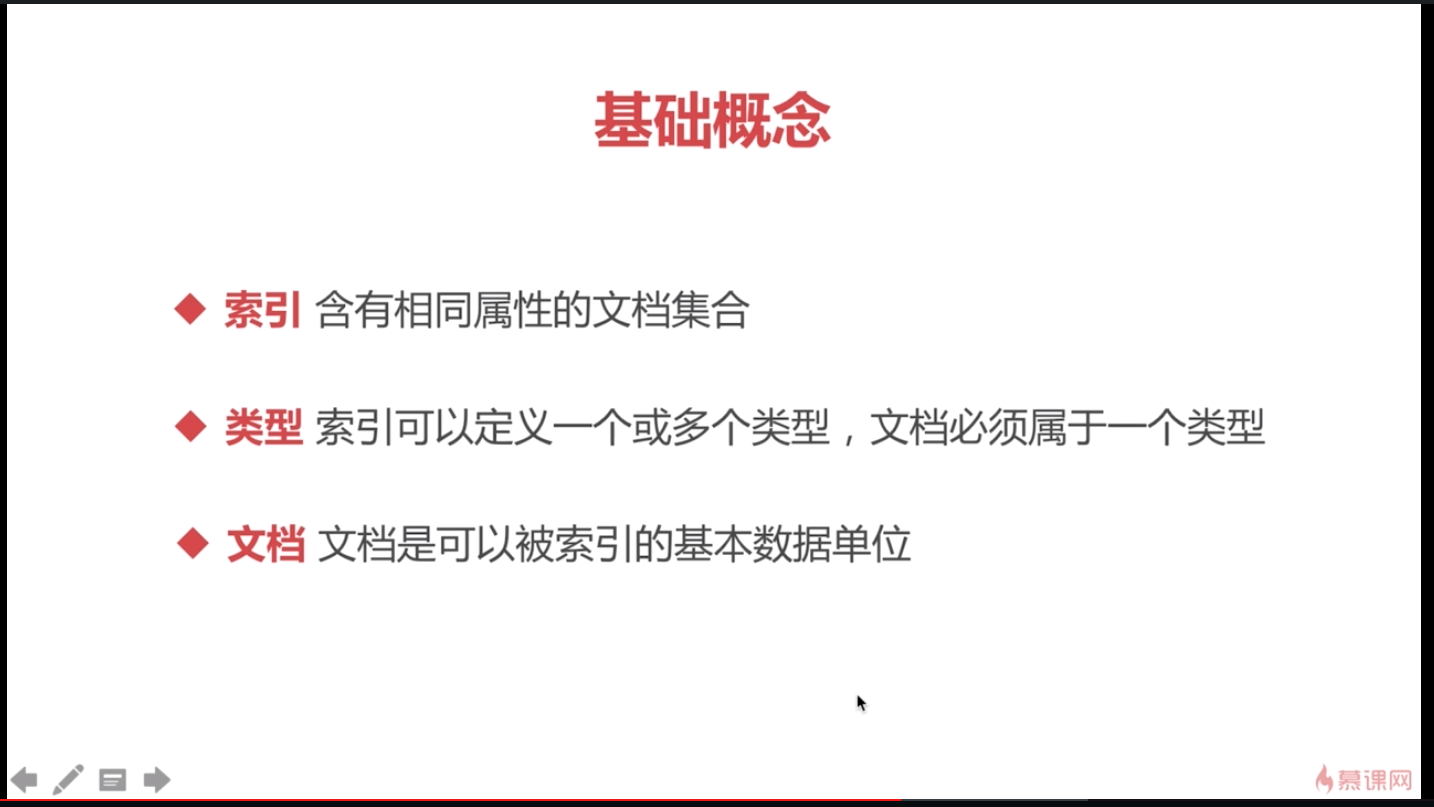 基础概念
索引 含有相同属性的文档集合
类型 索引可以定义一个或多个类型，文档必须属于一个类型
文档 文档是可以被索引的基本数据单位
慕课网